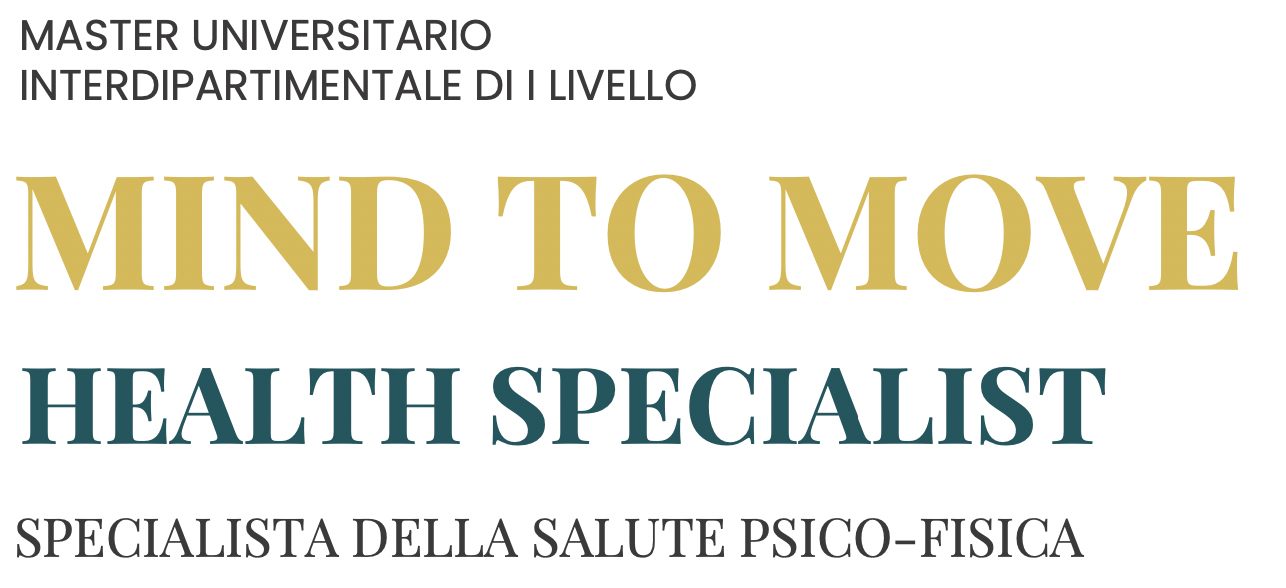 MASTER UNIVERSITARIO
INTERDIPARTIMENTALE DI I LIVELLO
MIND TO MOVE
HEALTH SPECIALIST
SPECIALISTA DELLA SALUTE PSICO-FISICA